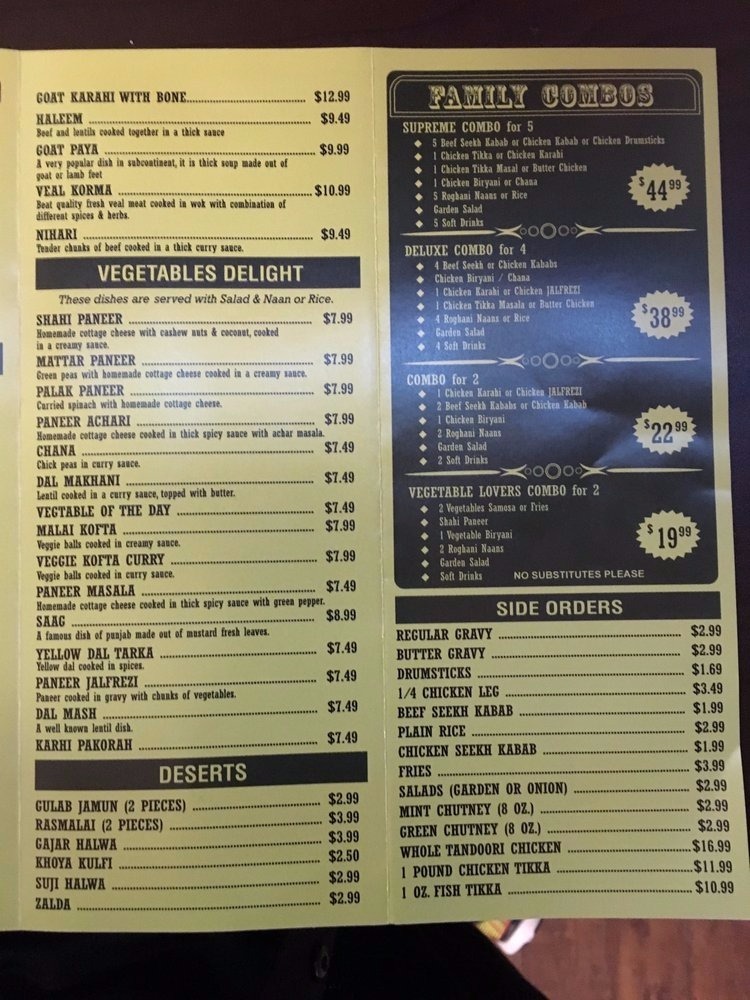 GOAT KARAHI WITH BONE ........ $12.99
HALEEM ........ $9.49
Beef and lentils cooked together in a thick sauce
GOAT PAYA ........ $9.99
A very popular dish in subcontinent, it is thick soup made out of
goat or lamb feet
VEAL KORMA ........ $10.99
Beat quality fresh veal meat cooked in wok with combination of
different spices & herbs.
NIHARI ........ $9.49
Tender chunks of beef cooked in a thick curry sauce.
VEGETABLES DELIGHT
These dishes are served with Salad & Naan or Rice.
SHAHI PANEER ........ $7.99
Homemade cottage cheese with cashew nuts & coconut, cooked
in a creamy sauce.
MATTAR PANEER ........ $7.99
Green peas with homemade cottage cheese cooked in a creamy sauce.
PALAK PANEER ........ $7.99
Curried spinach with homemade cottage cheese.
PANEER ACHARI ........ $7.99
Homemade cottage cheese cooked in thick spicy sauce with achar masala.
CHANA ........ $7.49
Chick peas in curry sauce.
DAL MAKHANI ........ $7.49
Lentil cooked in a curry sauce, topped with butter.
VEGTABLE OF THE DAY ........ $7.49
MALAI KOFTA ........ $7.99
Veggie balls cooked in creamy sauce.
VEGGIE KOFTA CURRY ........ $7.99
Veggie balls cooked in curry sauce.
PANEER MASALA ........ $7.49
Homemade cottage cheese cooked in thick spicy sauce with green pepper.
SAAG ........ $8.99
A famous dish of punjab made out of mustard fresh leaves.
YELLOW DAL TARKA ........ $7.49
Yellow dal cooked in spices.
PANEER JALFREZI ........ $7.49
Paneer cooked in gravy with chunks of vegetables.
DAL MASH ........ $7.49
A well known lentil dish.
KARHI PAKORAH ........ $7.49
DESERTS
GULAB JAMUN (2 PIECES) ........ $2.99
RASMALAI (2 PIECES) ........ $3.99
GAJAR HALWA ........ $3.99
KHOYA KULFI ........ $2.50
SUJI HALWA ........ $2.99
ZALDA ........ $2.99
FAMILY COMBOS
SUPREME COMBO for 5
5 Beef Seekh Kabab or Chicken Kabab or Chicken Drumsticks
1 Chicken Tikka or Chicken Karahi
1 Chicken Tikka Masal or Butter Chicken
1 Chicken Biryani or Chana
5 Roghani Naans or Rice
Garden Salad
5 Soft Drinks
$44.99
DELUXE COMBO for 4
4 Beef Seekh or Chicken Kababs
Chicken Biryani / Chana
1 Chicken Karahi or Chicken JALFREZI
1 Chicken Tikka Masala or Butter Chicken
4 Roghani Naans or Rice
Garden Salad
4 Soft Drinks
$38.99
COMBO for 2
1 Chicken Karahi or Chicken JALFREZI
2 Beef Seekh Kababs or Chicken Kabab
1 Chicken Biryani
2 Roghani Naans
Garden Salad
2 Soft Drinks
$22.99
VEGETABLE LOVERS COMBO for 2
2 Vegetables Samosa or Fries
Shahi Paneer
1 Vegetable Biryani
2 Roghani Naans
Garden Salad
Soft Drinks
$19.99
NO SUBSTITUTES PLEASE
SIDE ORDERS
REGULAR GRAVY ........ $2.99
BUTTER GRAVY ........ $2.99
DRUMSTICKS ........ $1.69
1/4 CHICKEN LEG ........ $3.49
BEEF SEEKH KABAB ........ $1.99
PLAIN RICE ........ $2.99
CHICKEN SEEKH KABAB ........ $1.99
FRIES ........ $3.99
SALADS (GARDEN OR ONION) ........ $2.99
MINT CHUTNEY (8 OZ.) ........ $2.99
GREEN CHUTNEY (8 OZ.) ........ $2.99
WHOLE TANDOORI CHICKEN ........ $16.99
1 POUND CHICKEN TIKKA ........ $11.99
1 OZ. FISH TIKKA ........ $10.99